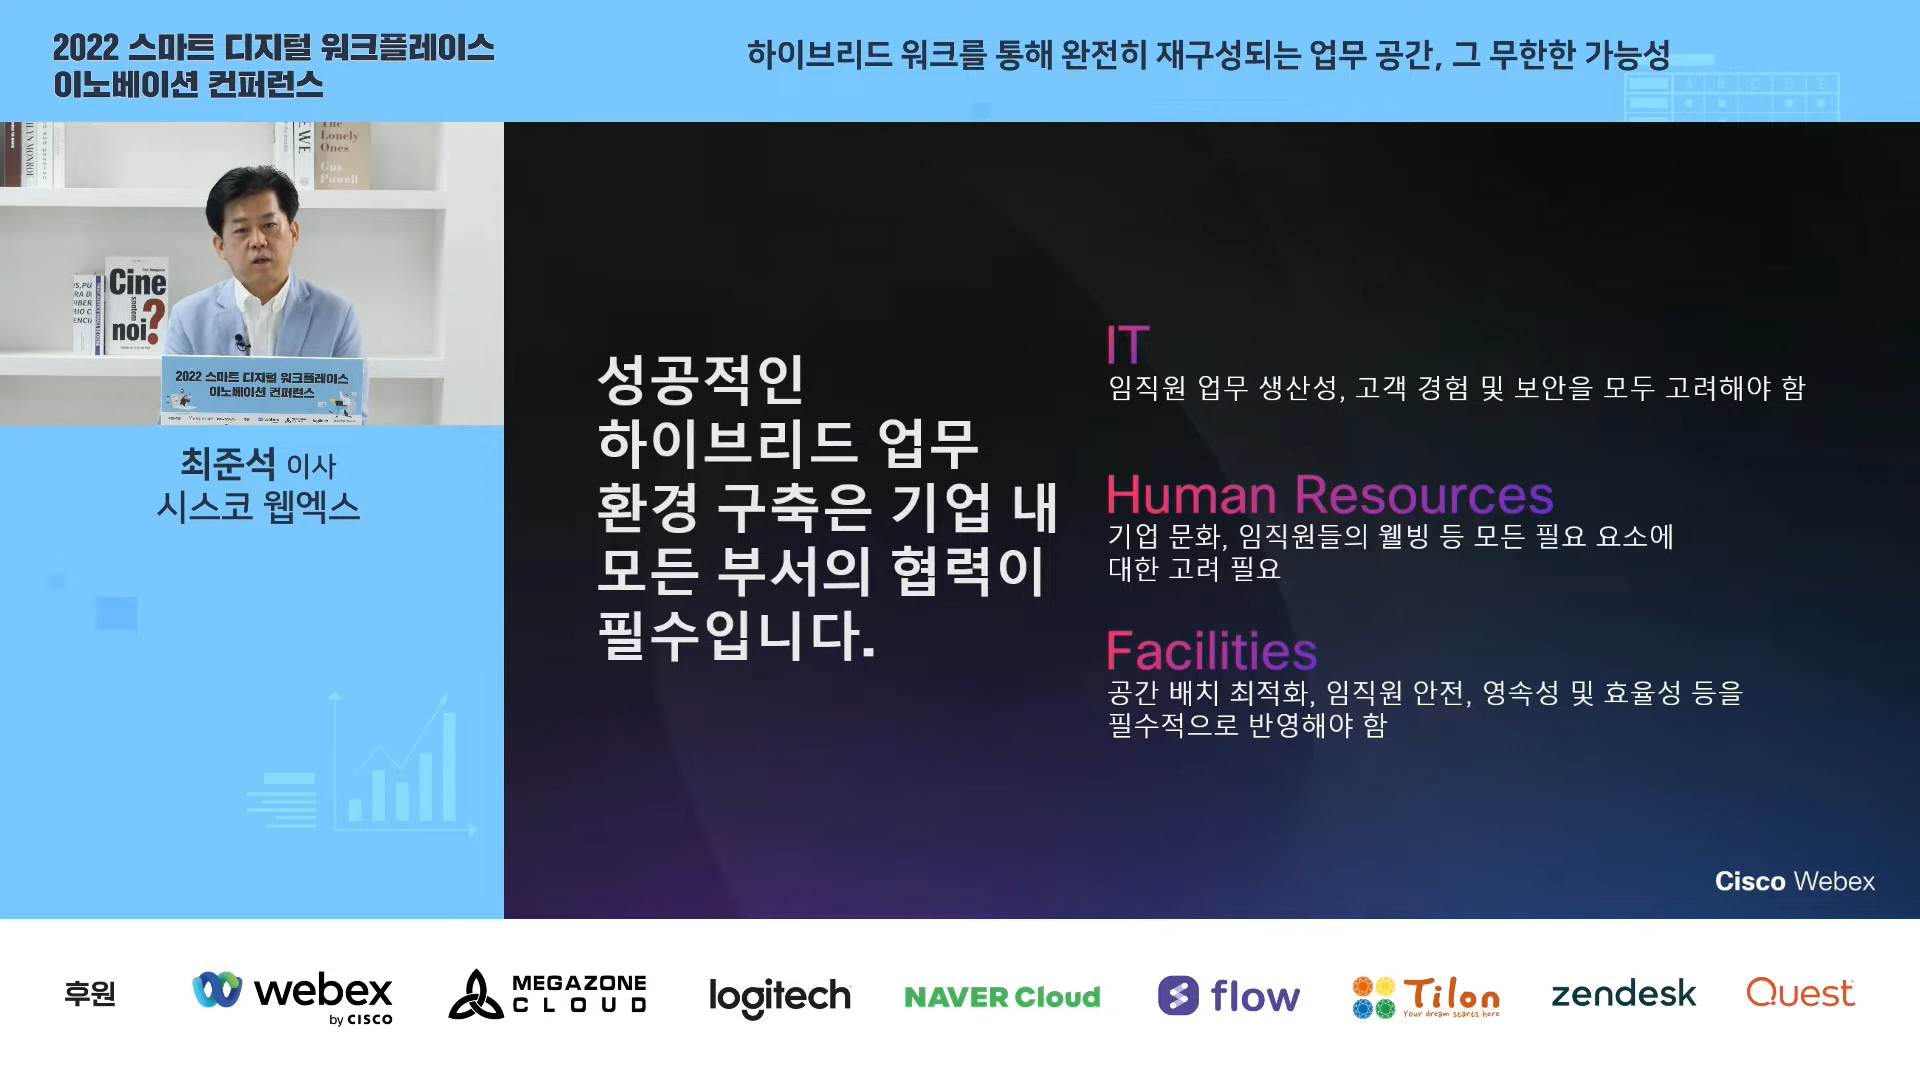 2022 스마트 디지털 워크플레이스
이노베이션 컨퍼런스
하이브리드 워크를 통해 완전히 재구성되는 업무 공간, 그 무한한 가능성
A B C D E
The
Lonely
Ones
Gus
Powell
WE
Cine
noi?
2022 스마트 디지털 워크플레이스
이노베이션 컨퍼런스
최준석 이사
시스코 웹엑스
성공적인
하이브리드 업무
환경 구축은 기업 내
모든 부서의 협력이
필수입니다.
IT
임직원 업무 생산성, 고객 경험 및 보안을 모두 고려해야 함
Human Resources
기업 문화, 임직원들의 웰빙 등 모든 필요 요소에
대한 고려 필요
Facilities
공간 배치 최적화, 임직원 안전, 영속성 및 효율성 등을
필수적으로 반영해야 함
Cisco Webex
후원
webex
by CISCO
MEGAZONE
CLOUD
logitech
NAVER Cloud
flow
Tilon
Your dream starts here
zendesk
Quest